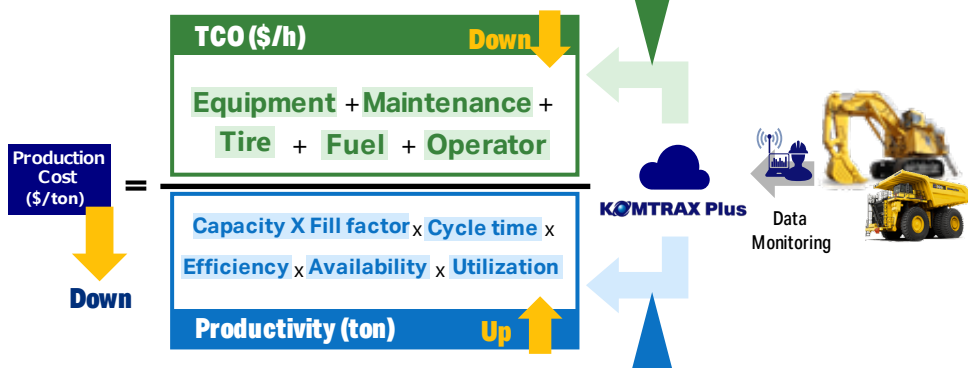 TCO ($/h)
Down
Equipment + Maintenance +
Tire + Fuel + Operator
Production
Cost
($/ton)
=
Down
Capacity X Fill factor x Cycle time x
Efficiency x Availability x Utilization
Productivity (ton)
Up
KOMTRAX Plus
Data
Monitoring